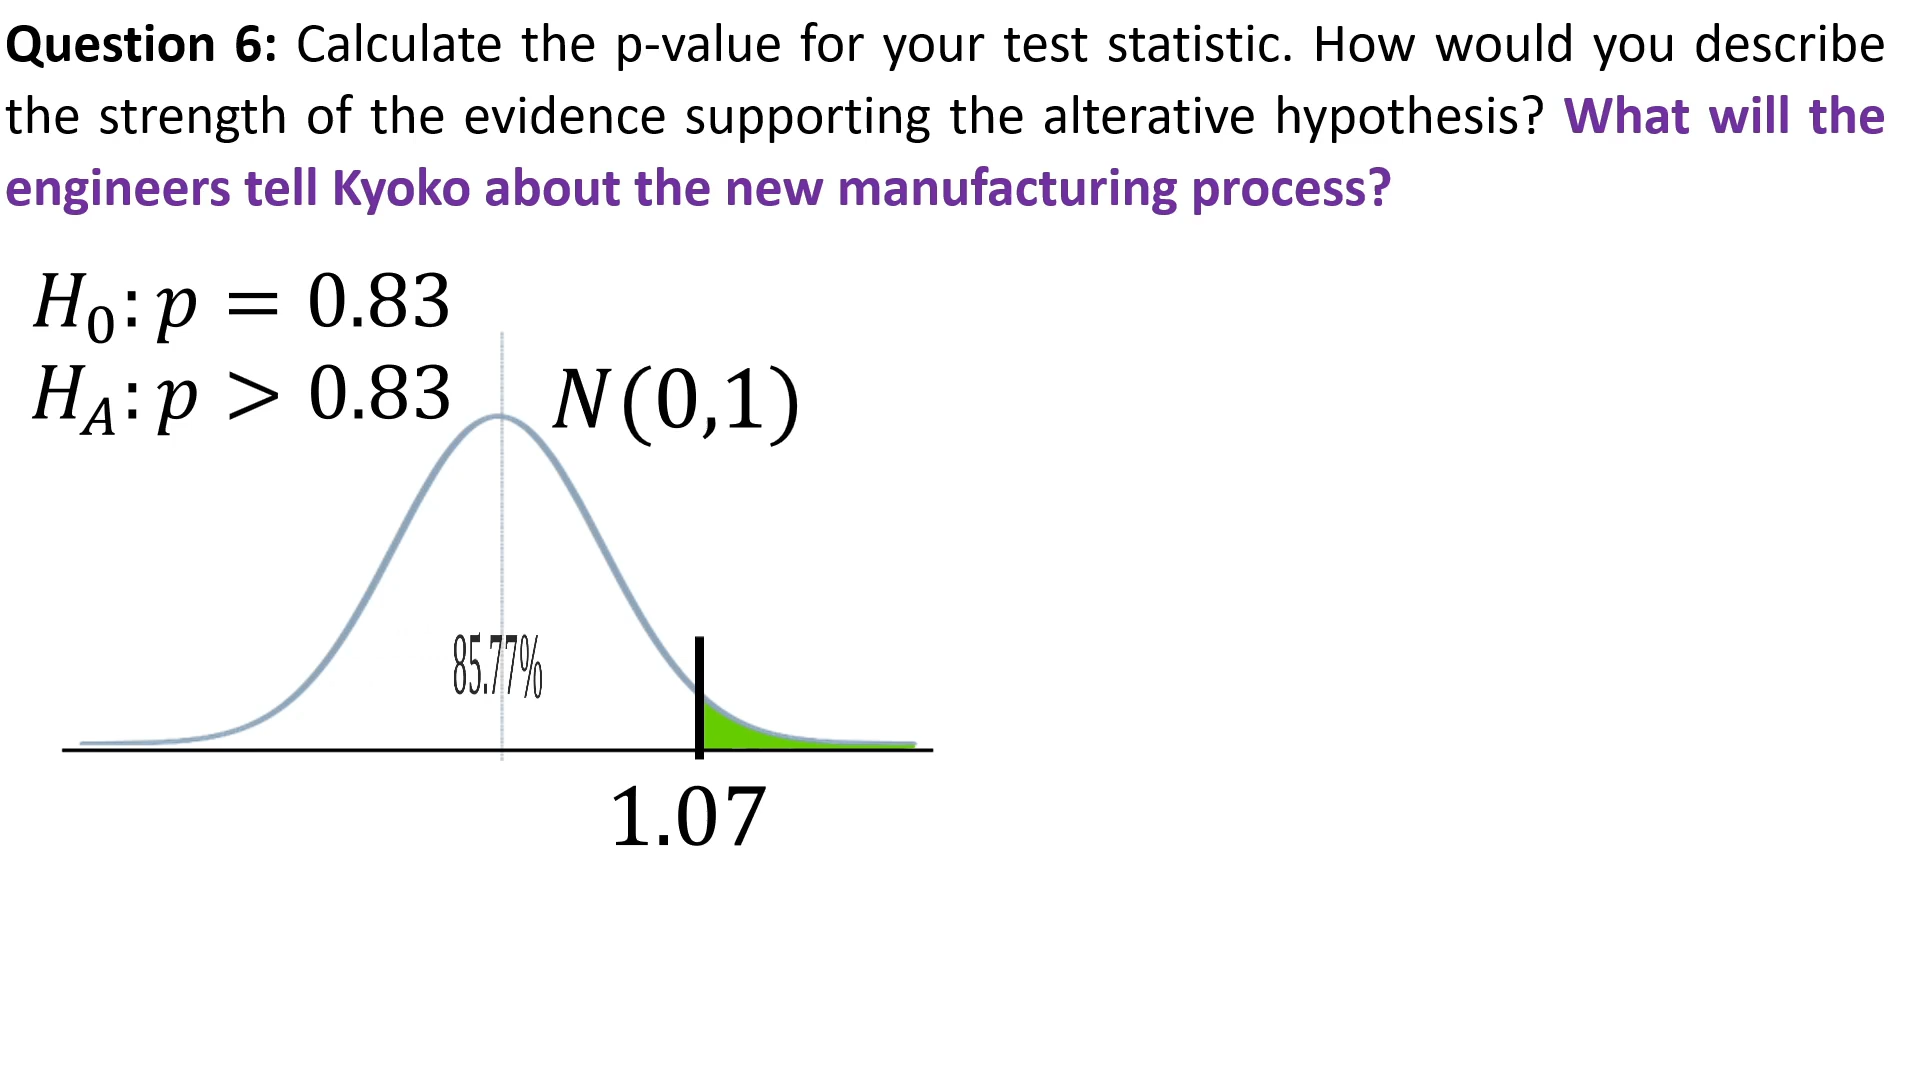 Question 6: Calculate the p-value for your test statistic. How would you describe
the strength of the evidence supporting the alterative hypothesis? What will the
engineers tell Kyoko about the new manufacturing process?
H₀: p = 0.83
H_A: p > 0.83
N(0,1)
85.77%
1.07